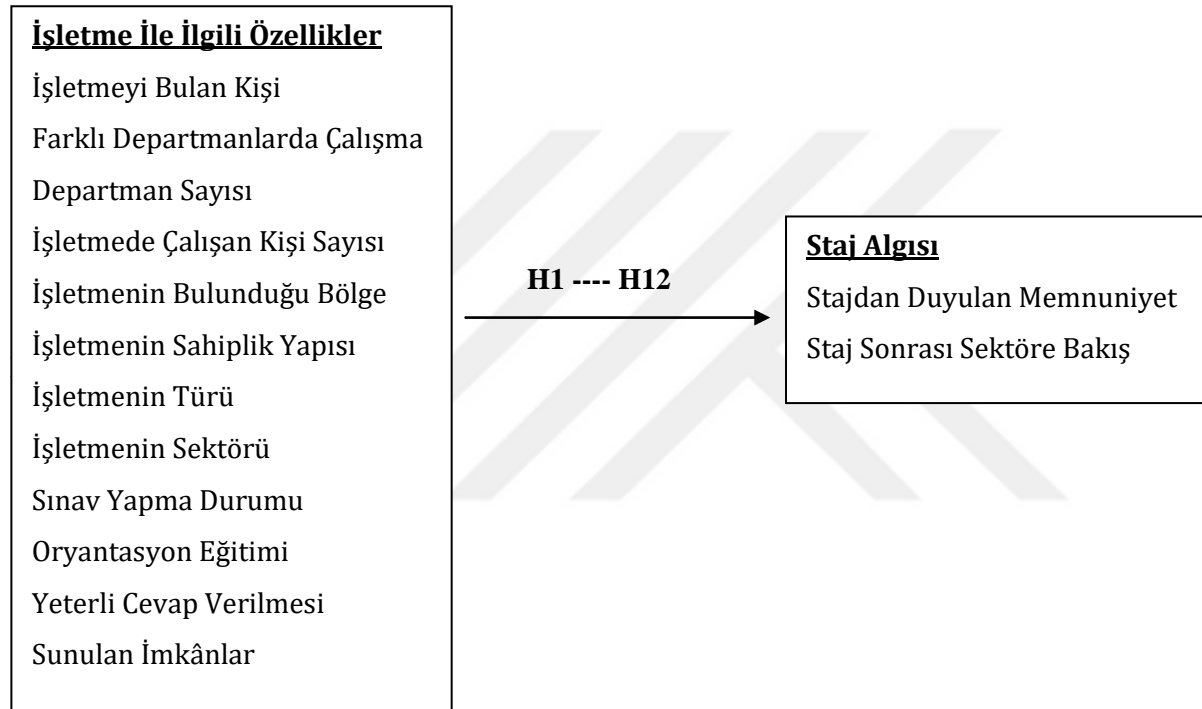 İşletme İle İlgili Özellikler
İşletmeyi Bulan Kişi
Farklı Departmanlarda Çalışma
Departman Sayısı
İşletmede Çalışan Kişi Sayısı
İşletmenin Bulunduğu Bölge
İşletmenin Sahiplik Yapısı
İşletmenin Türü
İşletmenin Sektörü
Sınav Yapma Durumu
Oryantasyon Eğitimi
Yeterli Cevap Verilmesi
Sunulan İmkânlar
H1 ---- H12
Staj Algısı
Stajdan Duyulan Memnuniyet
Staj Sonrası Sektöre Bakış